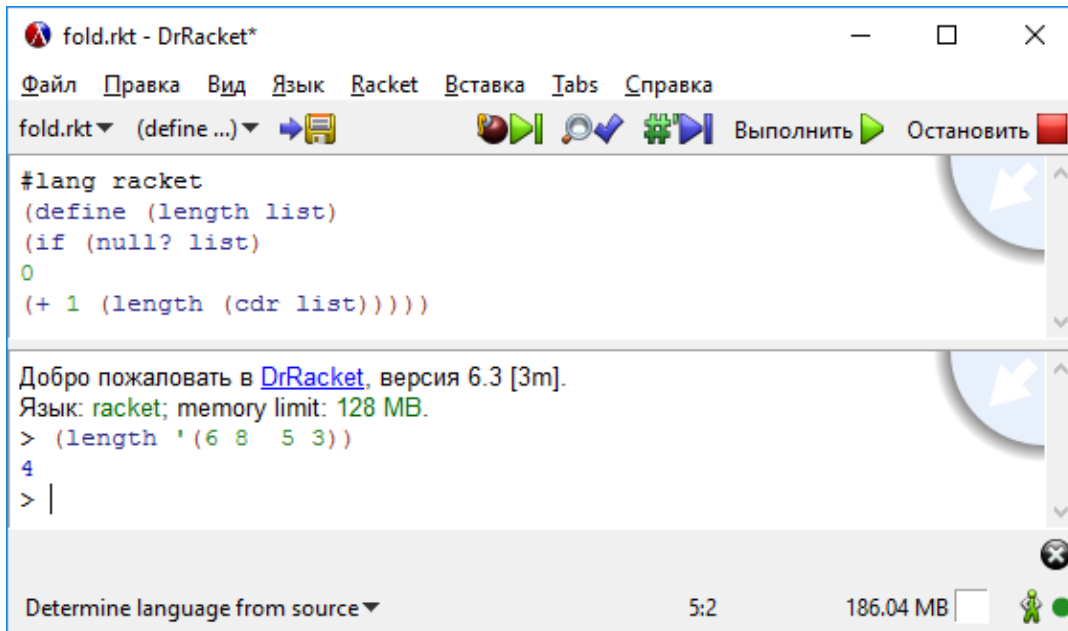 fold.rkt - DrRacket*
Файл Правка Вид Язык Racket Вставка Tabs Справка
fold.rkt (define ...) #' Выполнить Остановить
#lang racket
(define (length list)
(if (null? list)
0
(+ 1 (length (cdr list)))))
Добро пожаловать в DrRacket, версия 6.3 [3m].
Язык: racket; memory limit: 128 MB.
> (length '(6 8  5 3))
4
>
Determine language from source 5:2 186.04 MB